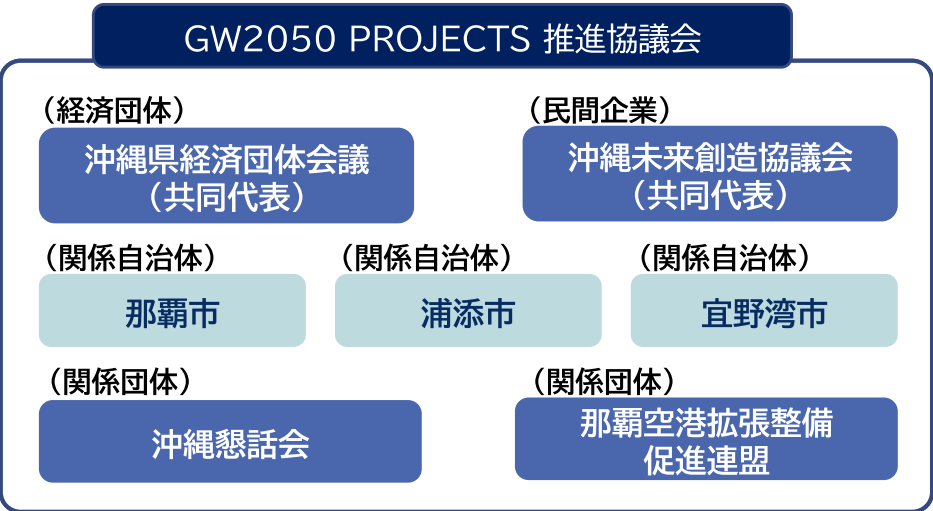 GW2050 PROJECTS 推進協議会
（経済団体）
沖縄県経済団体会議
（共同代表）
（民間企業）
沖縄未来創造協議会
（共同代表）
（関係自治体）
那覇市
（関係自治体）
浦添市
（関係自治体）
宜野湾市
（関係団体）
沖縄懇話会
（関係団体）
那覇空港拡張整備
促進連盟